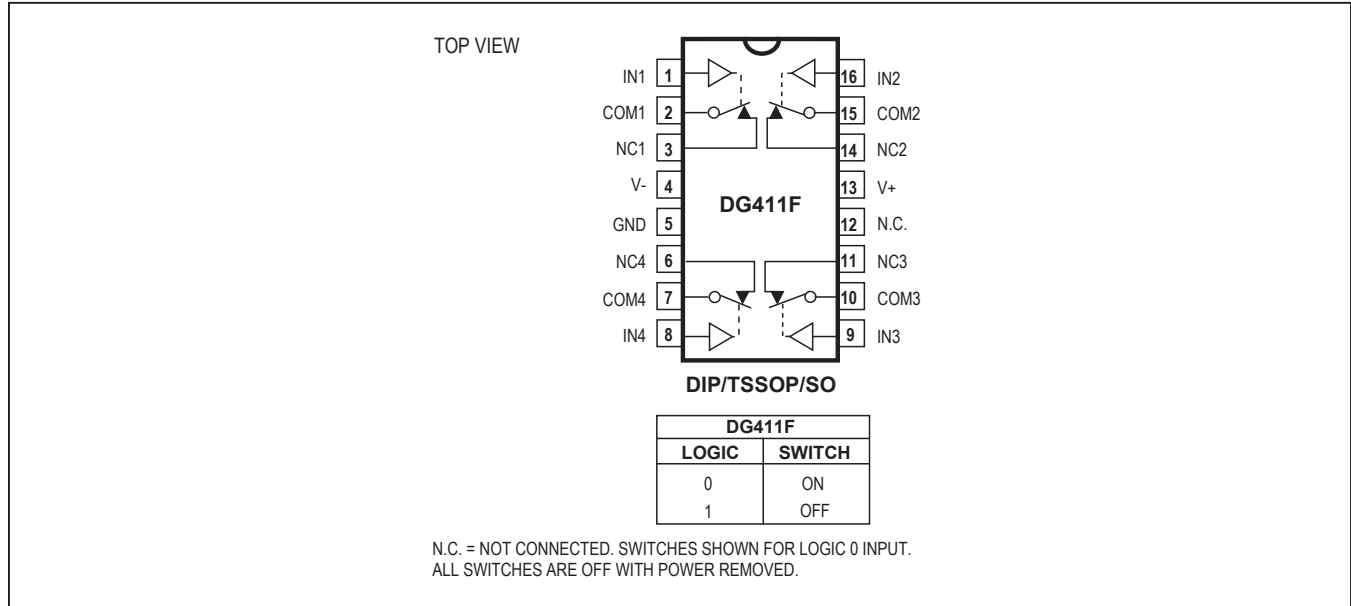 TOP VIEW
IN1 1 16 IN2
COM1 2 15 COM2
NC1 3 14 NC2
V- 4 13 V+
DG411F
GND 5 12 N.C.
NC4 6 11 NC3
COM4 7 10 COM3
IN4 8 9 IN3
DIP/TSSOP/SO
DG411F
LOGIC SWITCH
0 ON
1 OFF
N.C. = NOT CONNECTED. SWITCHES SHOWN FOR LOGIC 0 INPUT.
ALL SWITCHES ARE OFF WITH POWER REMOVED.